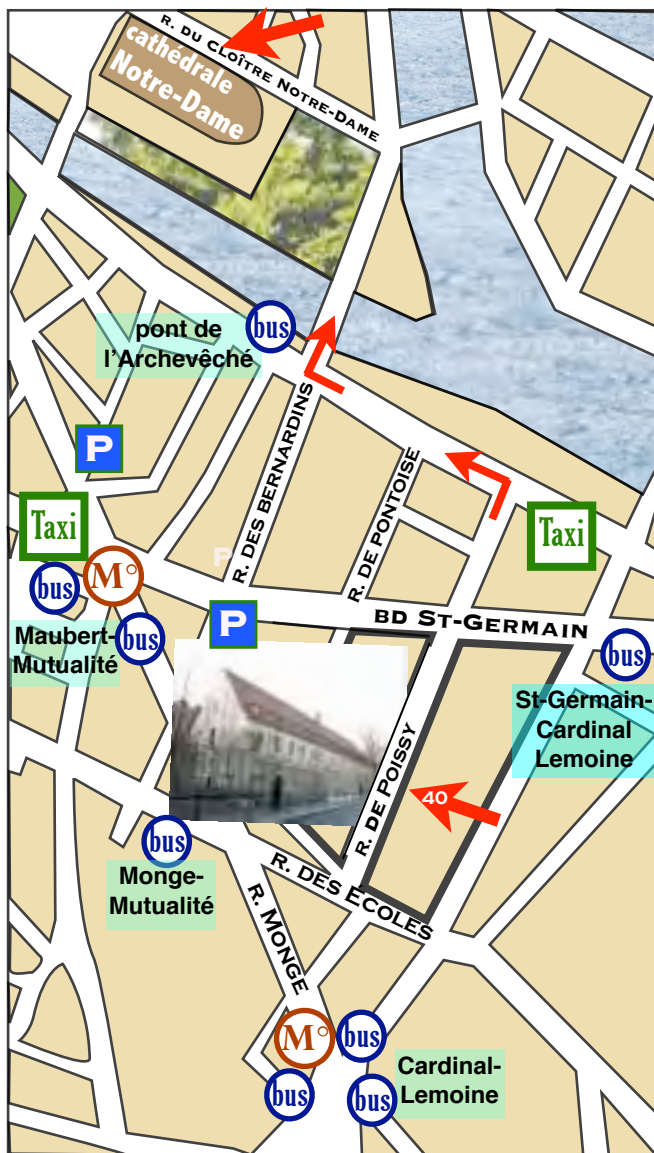 R. DU CLOÎTRE NOTRE-DAME
cathédrale
Notre-Dame
pont de
l'Archevêché
bus
P
R. DES BERNARDINS
R. DE PONTOISE
Taxi
Taxi
M°
P
bus
bus
Maubert-
Mutualité
P
BD ST-GERMAIN
bus
St-Germain-
Cardinal
Lemoine
R. DE POISSY
40
bus
Monge-
Mutualité
R. DES ÉCOLES
R. MONGE
M°
bus
bus
bus
Cardinal-
Lemoine